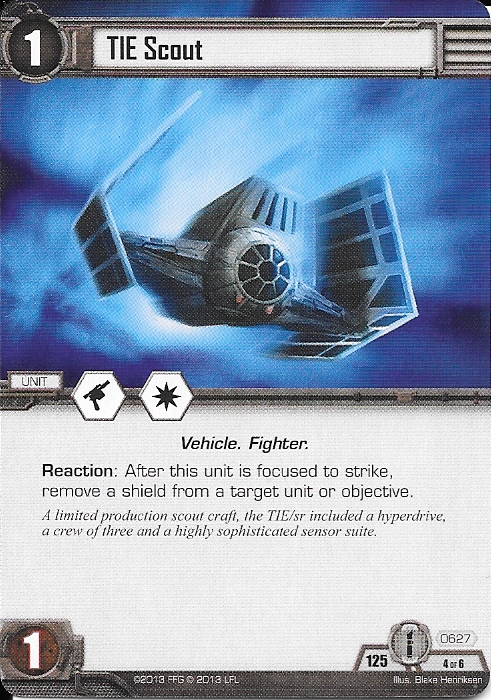 1
TIE Scout
UNIT
Vehicle. Fighter.
Reaction: After this unit is focused to strike,
remove a shield from a target unit or objective.
A limited production scout craft, the TIE/sr included a hyperdrive,
a crew of three and a highly sophisticated sensor suite.
1
0627
125
4 OF 6
©2013 FFG © 2013 LFL
Illus. Blake Henriksen